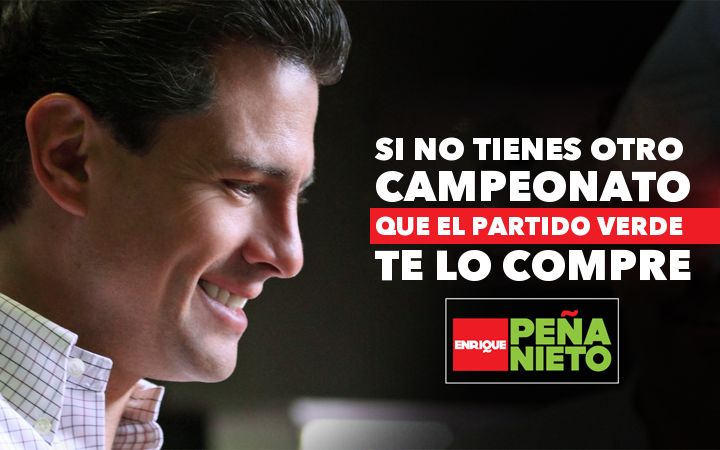 SI NO TIENES OTRO
CAMPEONATO
QUE EL PARTIDO VERDE
TE LO COMPRE
ENRIQUE
PEÑA
NIETO